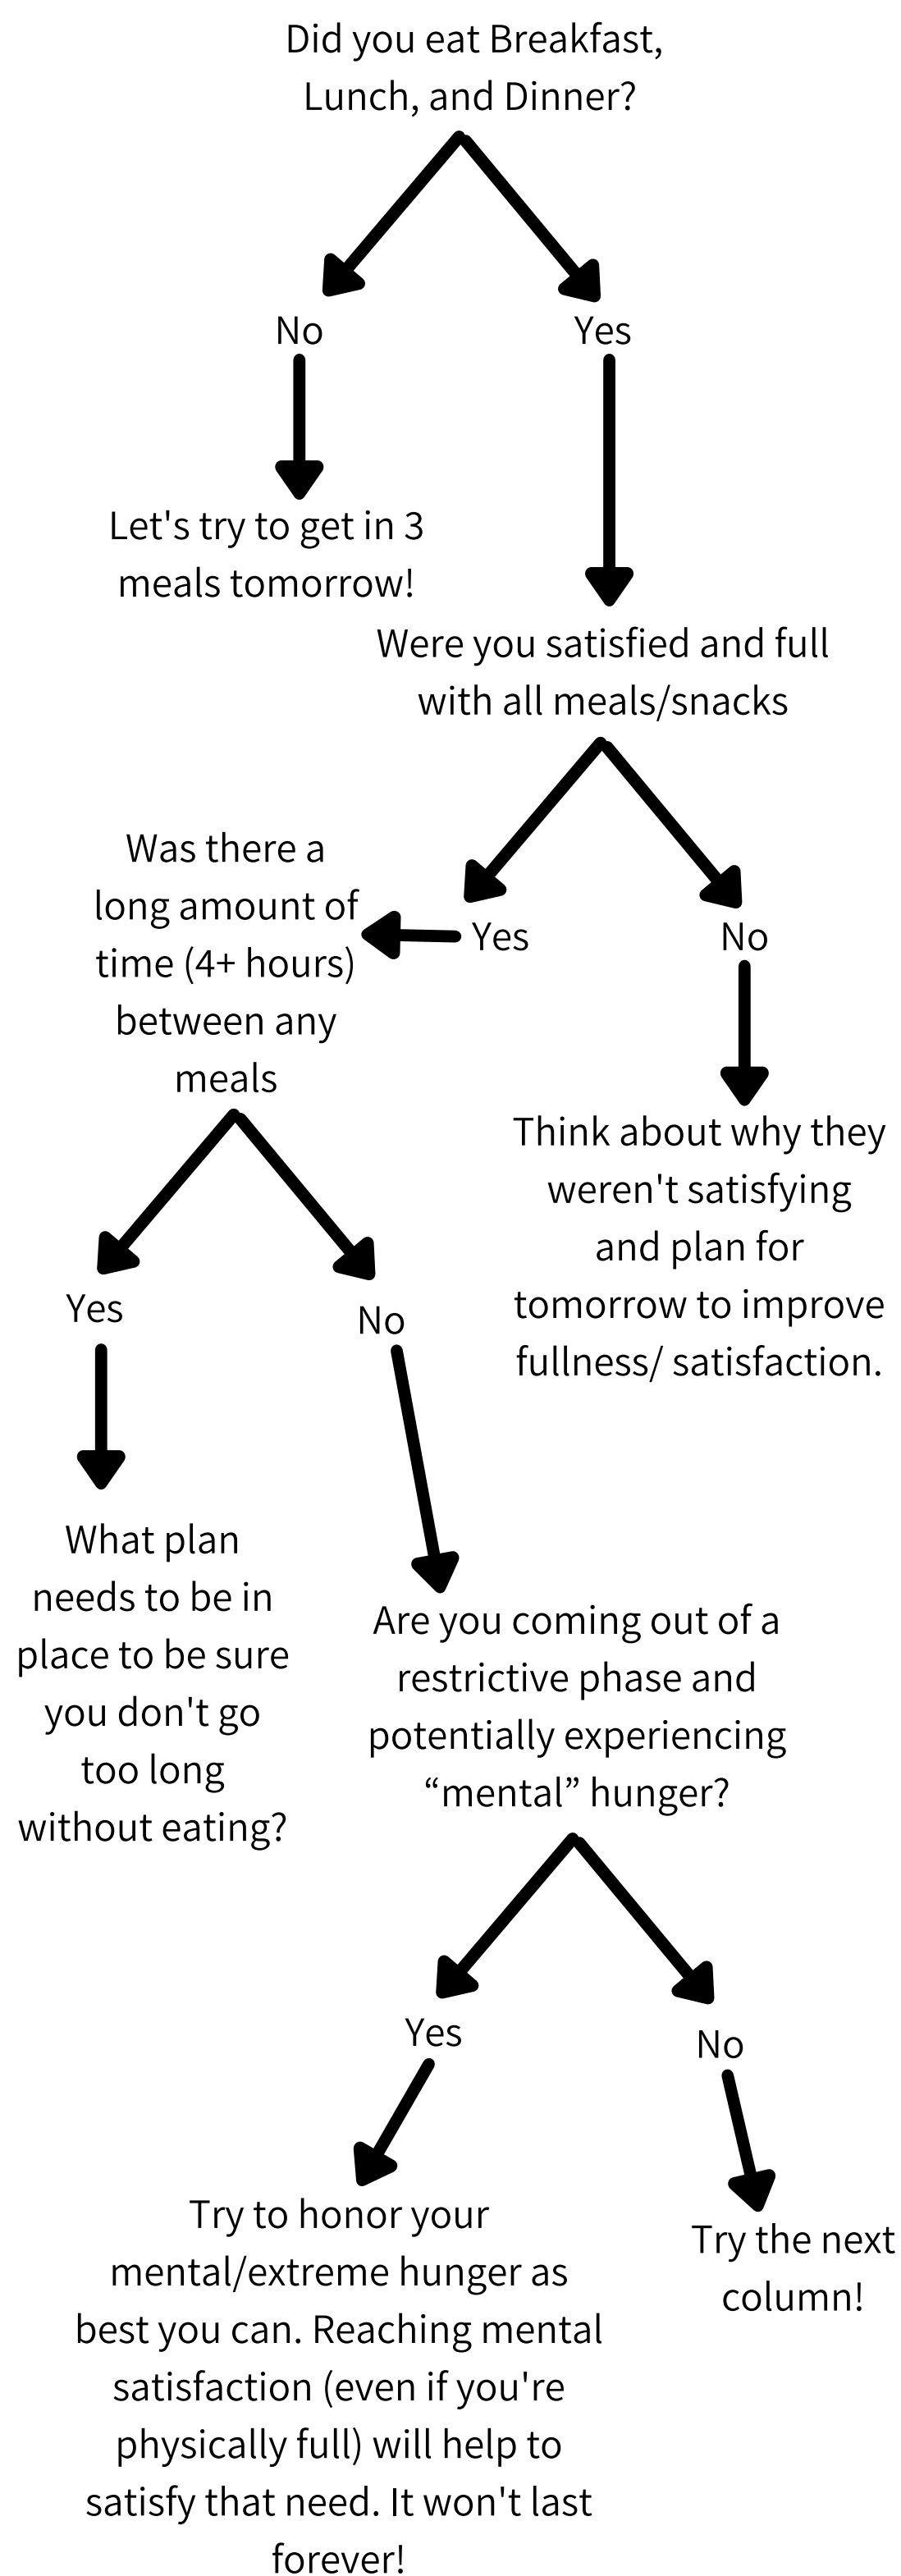 Did you eat Breakfast,
Lunch, and Dinner?
No
Yes
Let's try to get in 3
meals tomorrow!
Were you satisfied and full
with all meals/snacks
Was there a
long amount of
time (4+ hours)
between any
meals
Yes
No
Think about why they
weren't satisfying
and plan for
tomorrow to improve
fullness/ satisfaction.
Yes
No
What plan
needs to be in
place to be sure
you don't go
too long
without eating?
Are you coming out of a
restrictive phase and
potentially experiencing
“mental” hunger?
Yes
No
Try to honor your
mental/extreme hunger as
best you can. Reaching mental
satisfaction (even if you're
physically full) will help to
satisfy that need. It won't last
forever!
Try the next
column!